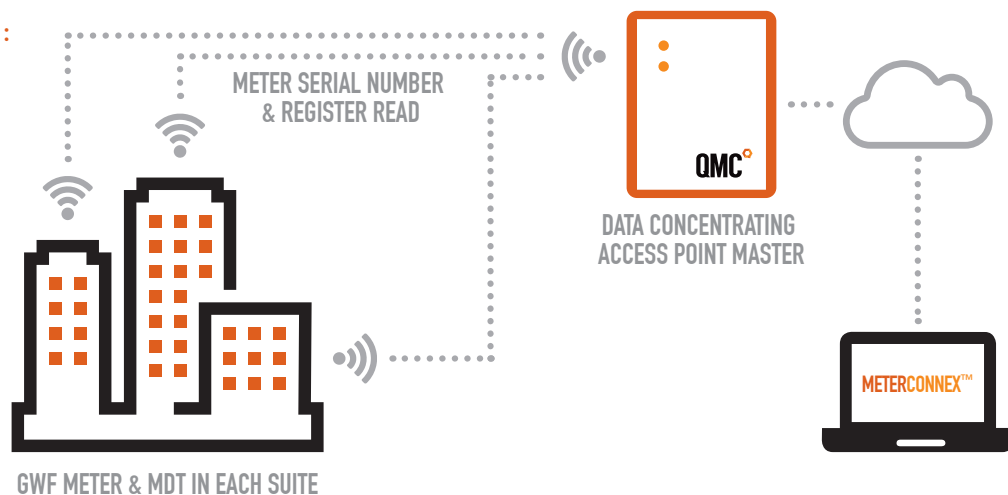 :
METER SERIAL NUMBER
& REGISTER READ
QMC
DATA CONCENTRATING
ACCESS POINT MASTER
METERCONNEX™
GWF METER & MDT IN EACH SUITE